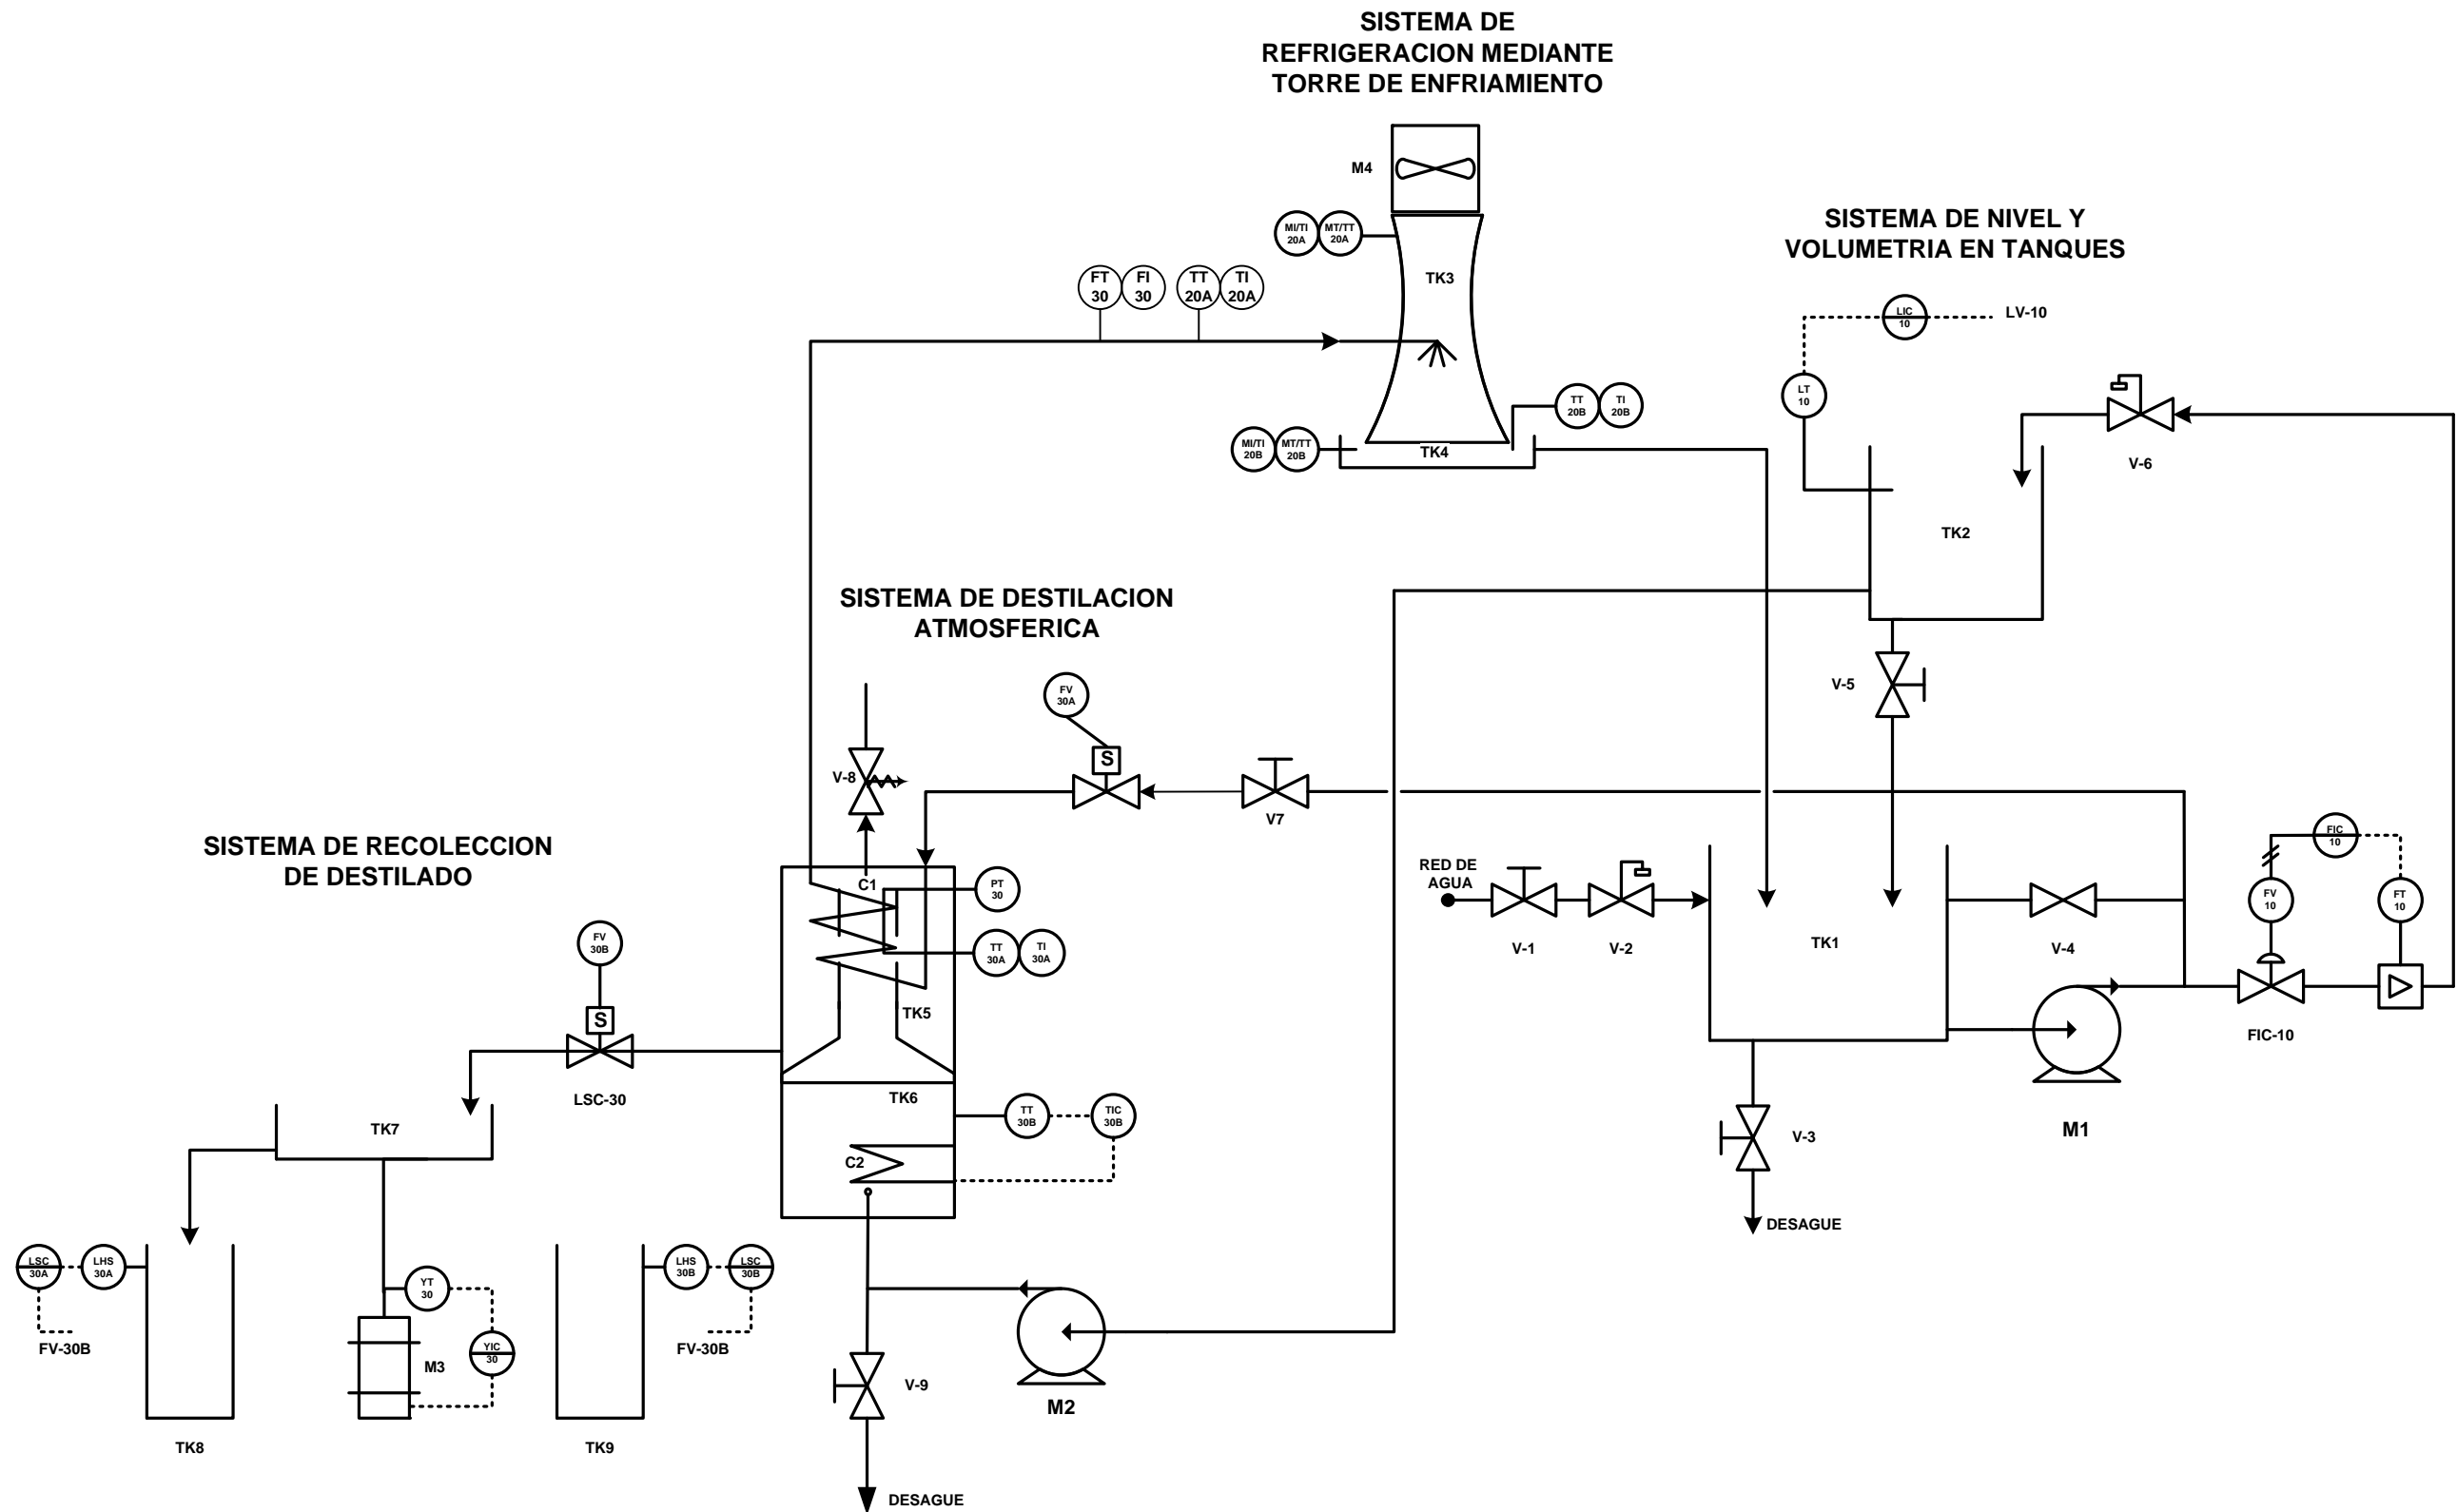 SISTEMA DE
REFRIGERACION MEDIANTE
TORRE DE ENFRIAMIENTO
M4
MI/TI
20A
MT/TT
20A
TK3
FT
30
FI
30
TT
20A
TI
20A
MI/TI
20B
MT/TT
20B
TK4
TT
20B
TI
20B
SISTEMA DE NIVEL Y
VOLUMETRIA EN TANQUES
LIC
10
LV-10
LT
10
V-6
TK2
V-5
SISTEMA DE DESTILACION
ATMOSFERICA
FV
30A
S
V-8
V7
C1
PT
30
TT
30A
TI
30A
TK5
TK6
TT
30B
TIC
30B
C2
RED DE
AGUA
V-1
V-2
TK1
V-4
FIC
10
FV
10
FT
10
FIC-10
M1
V-3
DESAGUE
SISTEMA DE RECOLECCION
DE DESTILADO
FV
30B
S
LSC-30
TK7
LSC
30A
LHS
30A
FV-30B
TK8
YT
30
YIC
30
M3
LHS
30B
LSC
30B
FV-30B
TK9
V-9
M2
DESAGUE